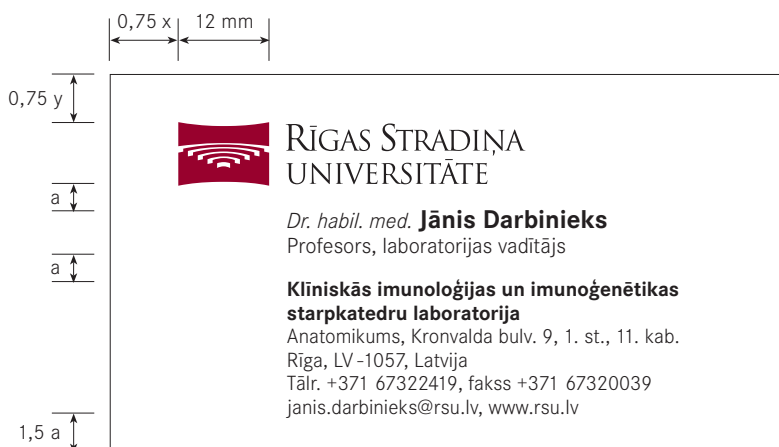 0,75 x 12 mm
0,75 y
RĪGAS STRADIŅA
UNIVERSITĀTE
a
Dr. habil. med. Jānis Darbinieks
Profesors, laboratorijas vadītājs
a
Klīniskās imunoloģijas un imunoģenētikas
starpkatedru laboratorija
Anatomikums, Kronvalda bulv. 9, 1. st., 11. kab.
Rīga, LV-1057, Latvija
Tālr. +371 67322419, fakss +371 67320039
janis.darbinieks@rsu.lv, www.rsu.lv
1,5 a